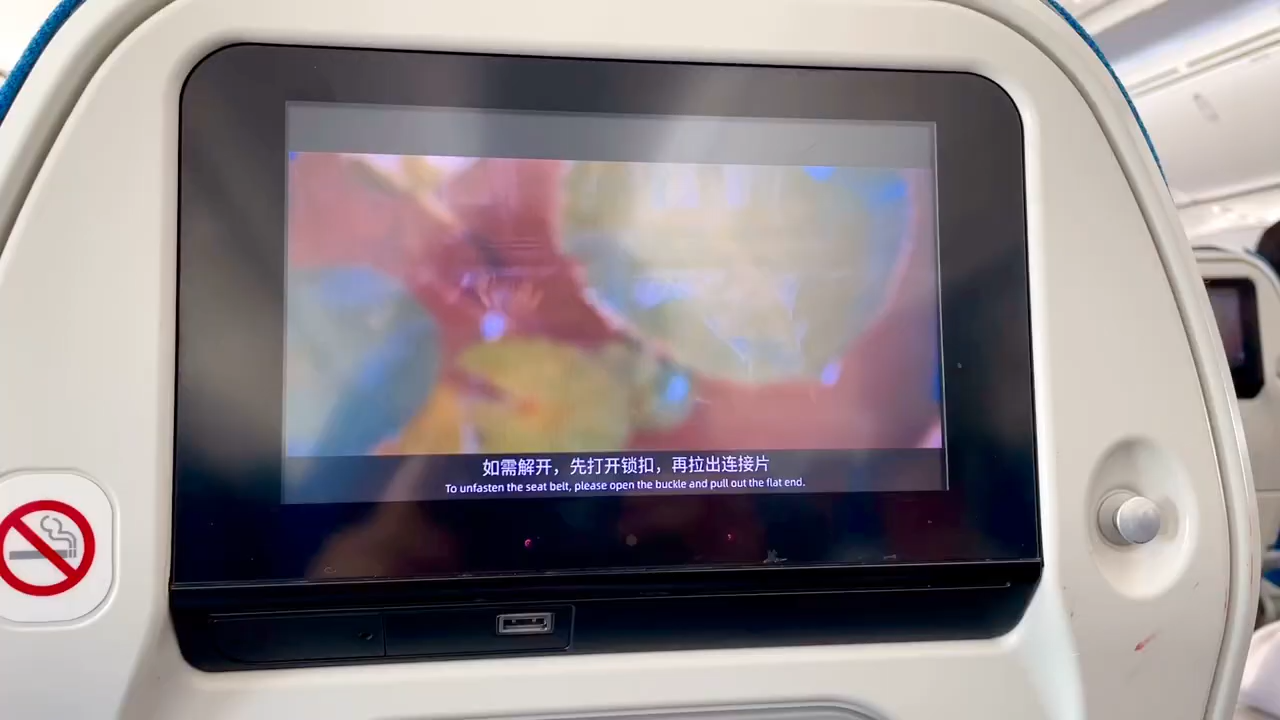 如需解开，先打开锁扣，再拉出连接片
To unfasten the seat belt, please open the buckle and pull out the flat end.